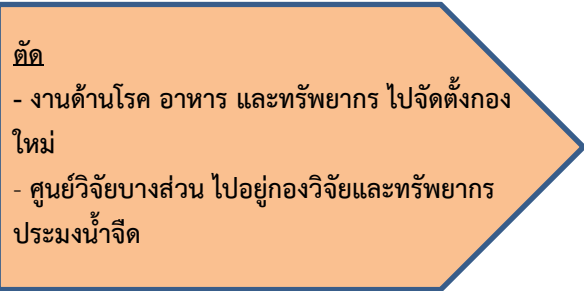 ตัด
- งานด้านโรค อาหาร และทรัพยากร ไปจัดตั้งกอง
ใหม่
- ศูนย์วิจัยบางส่วน ไปอยู่กองวิจัยและทรัพยากร
ประมงน้ำจืด